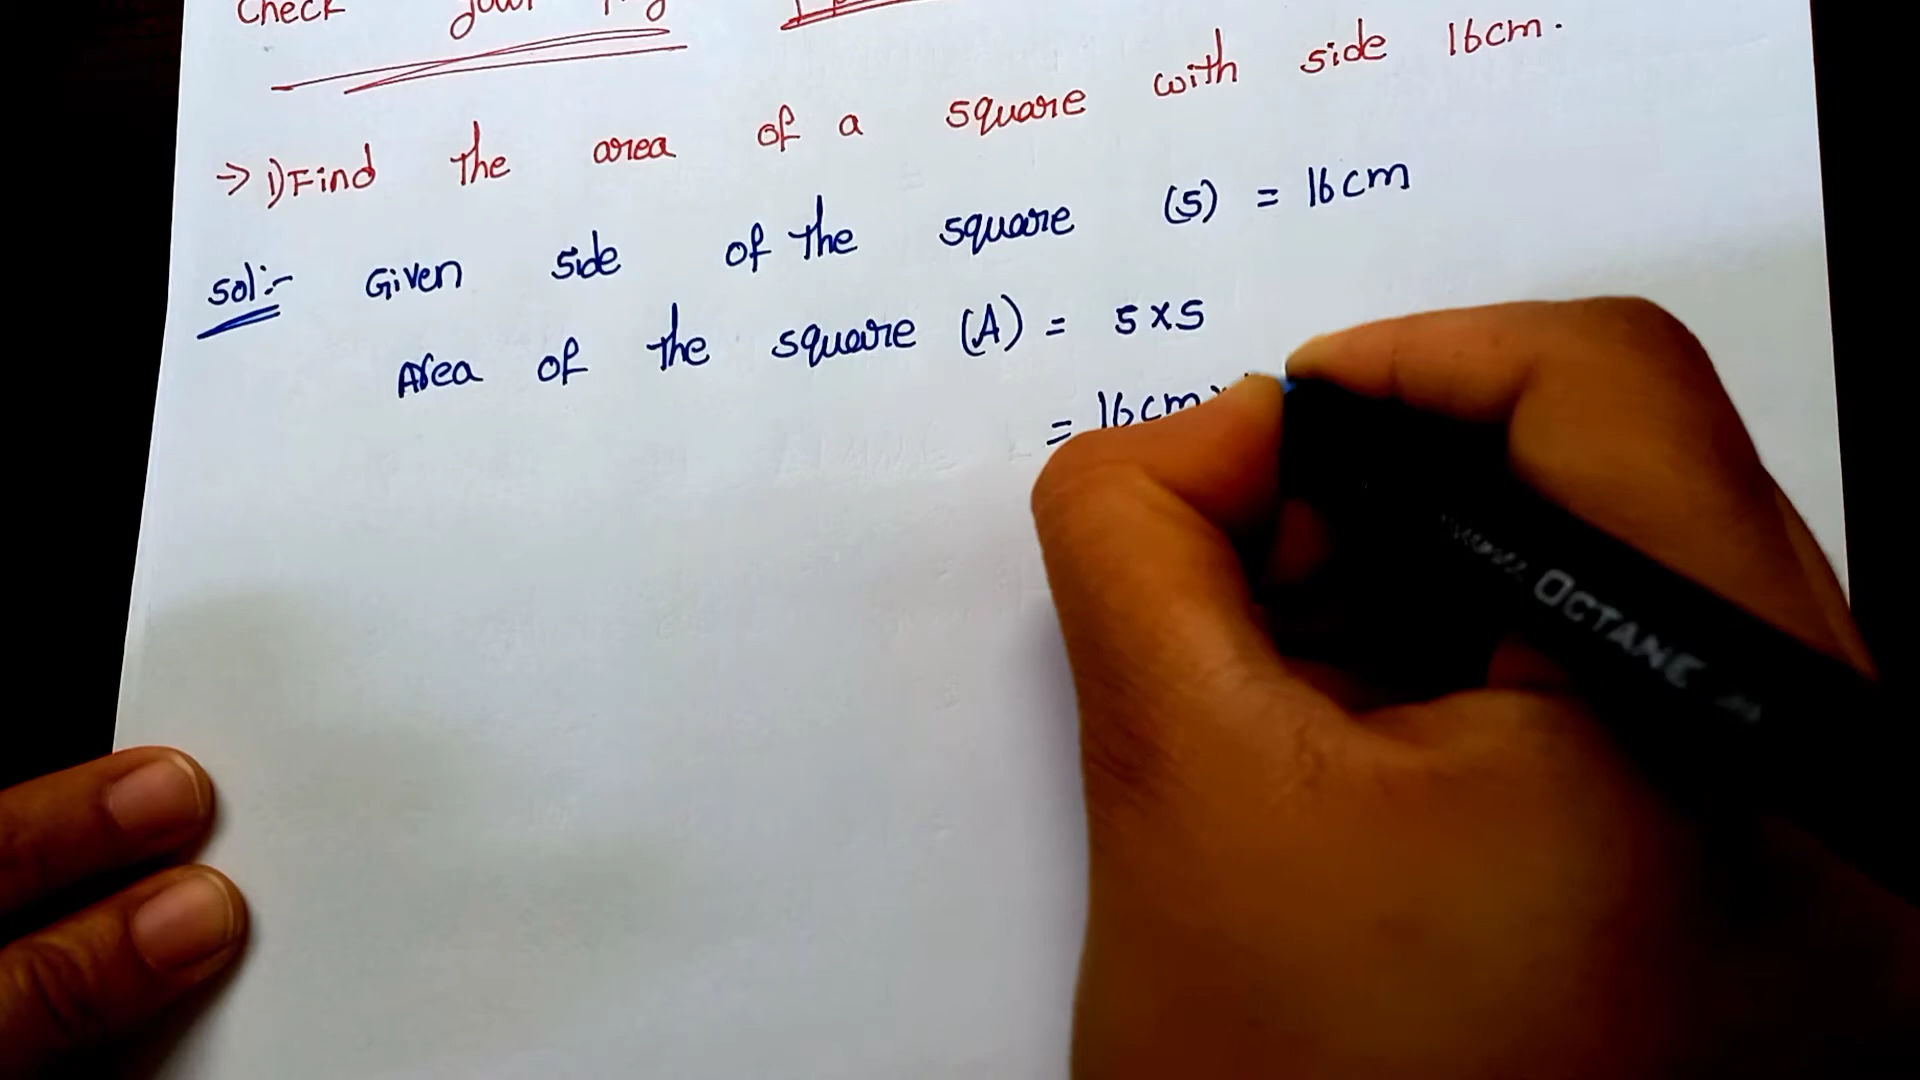 Check your
→ 1) Find the area of a square with side 16cm.
Sol:- Given side of the square (S) = 16cm
Area of the square (A) = S×S
= 16cm×
OCTANE